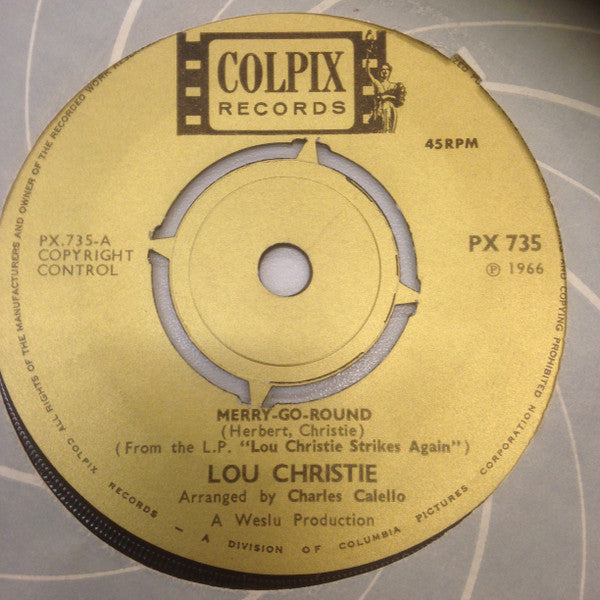 COLPIX
RECORDS
45RPM
PX.735-A
COPYRIGHT
CONTROL
PX 735
Ⓟ 1966
MERRY-GO-ROUND
(Herbert, Christie)
(From the L.P. "Lou Christie Strikes Again")
LOU CHRISTIE
Arranged by Charles Calello
A Weslu Production
ALL RIGHTS OF THE MANUFACTURERS AND OWNER OF THE RECORDED WORK
AND COPYING PROHIBITED
COLPIX RECORDS — A DIVISION OF COLUMBIA PICTURES CORPORATION